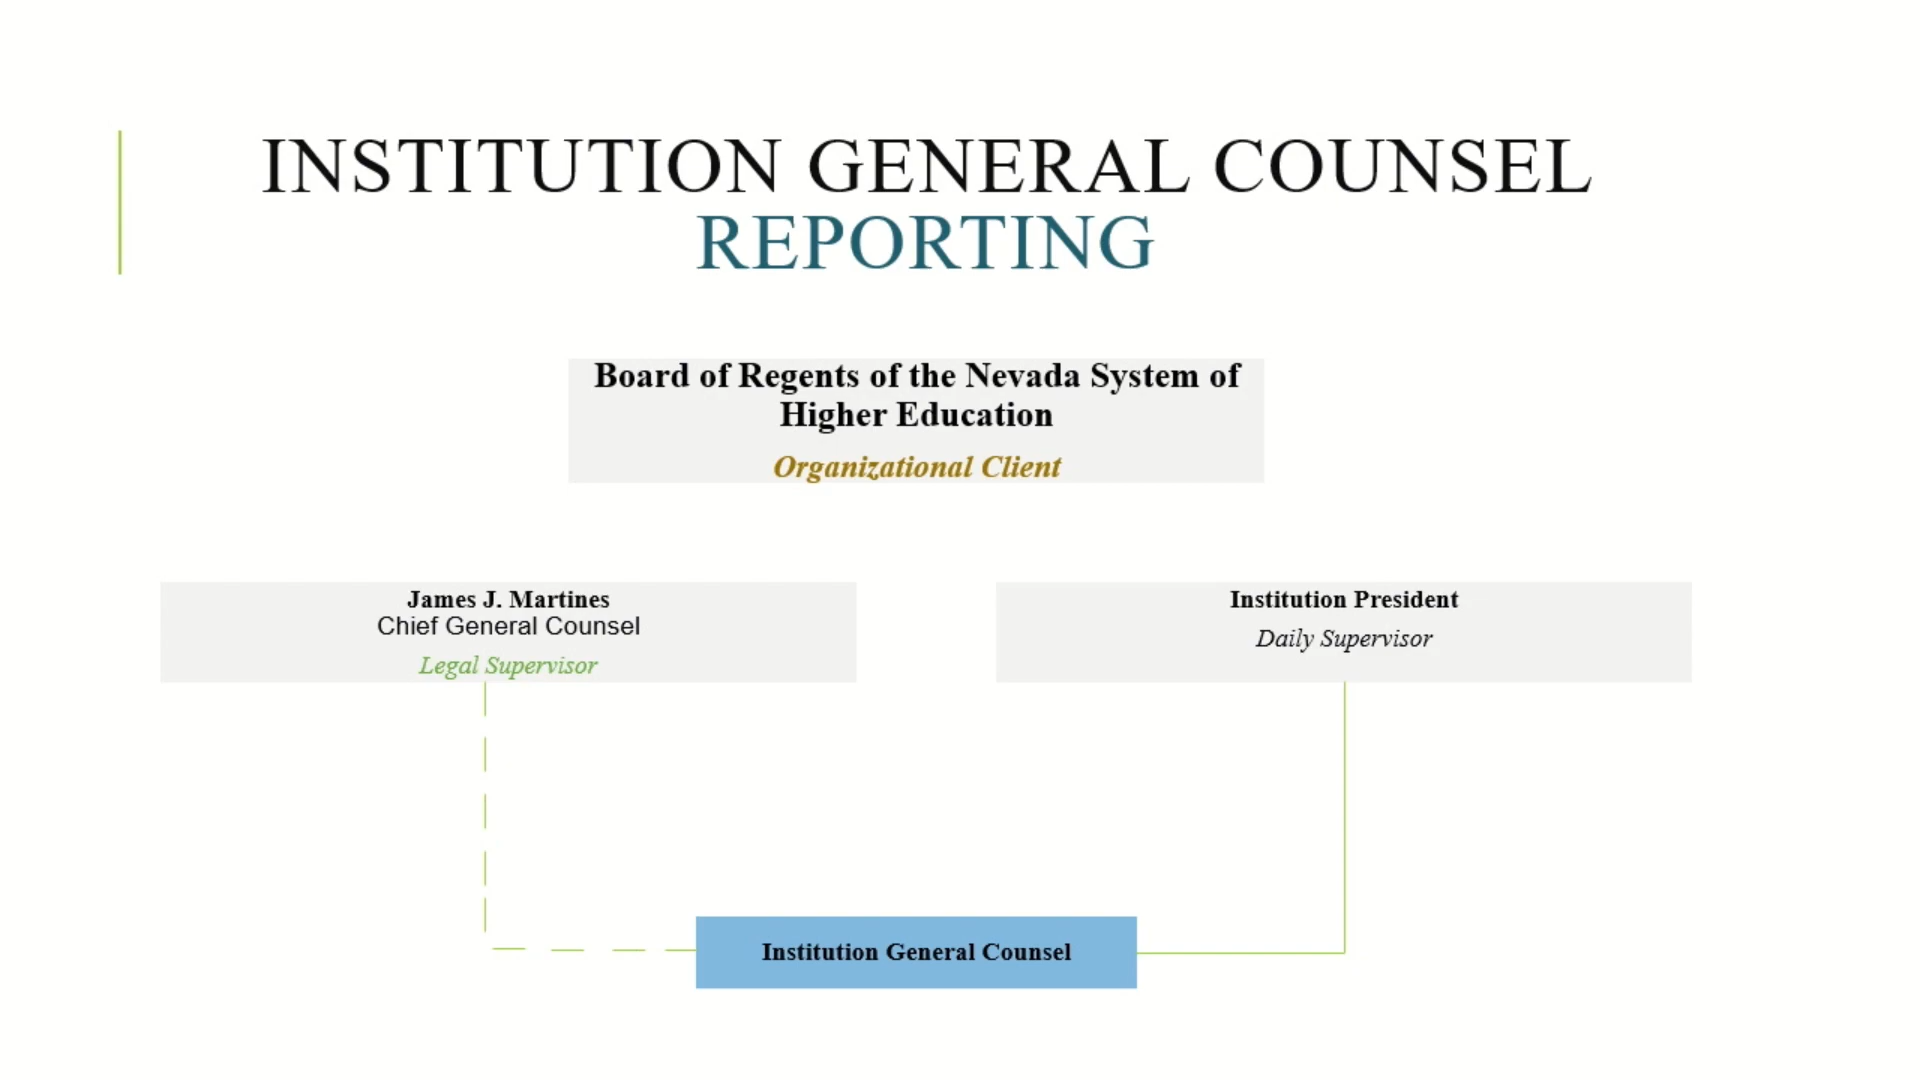 INSTITUTION GENERAL COUNSEL
REPORTING
Board of Regents of the Nevada System of
Higher Education
Organizational Client
James J. Martines
Chief General Counsel
Legal Supervisor
Institution President
Daily Supervisor
Institution General Counsel